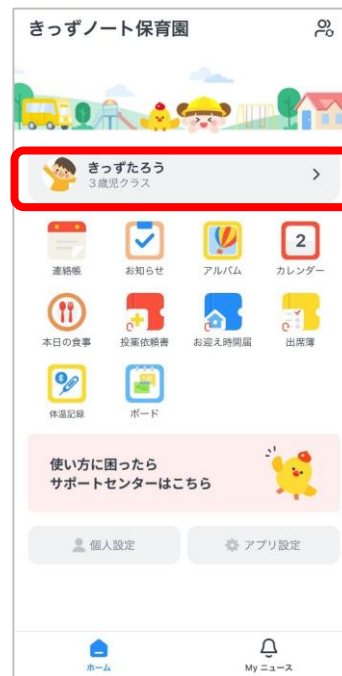 きっずノート保育園
きっずたろう
3歳児クラス
連絡帳
お知らせ
アルバム
2
カレンダー
本日の食事
投薬依頼書
お迎え時間届
出席簿
体温記録
ボード
使い方に困ったら
サポートセンターはこちら
個人設定
アプリ設定
ホーム
My ニュース